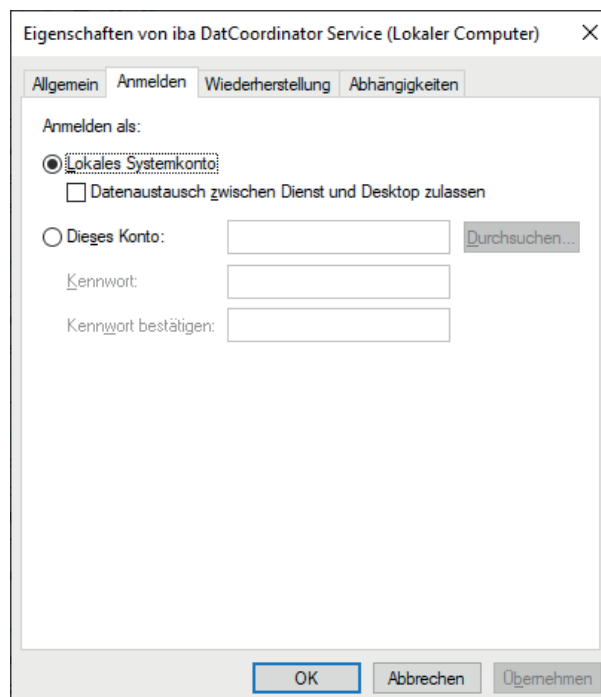 Eigenschaften von iba DatCoordinator Service (Lokaler Computer)
Allgemein Anmelden Wiederherstellung Abhängigkeiten
Anmelden als:
Lokales Systemkonto
Datenaustausch zwischen Dienst und Desktop zulassen
Dieses Konto: Durchsuchen...
Kennwort:
Kennwort bestätigen:
OK Abbrechen Übernehmen